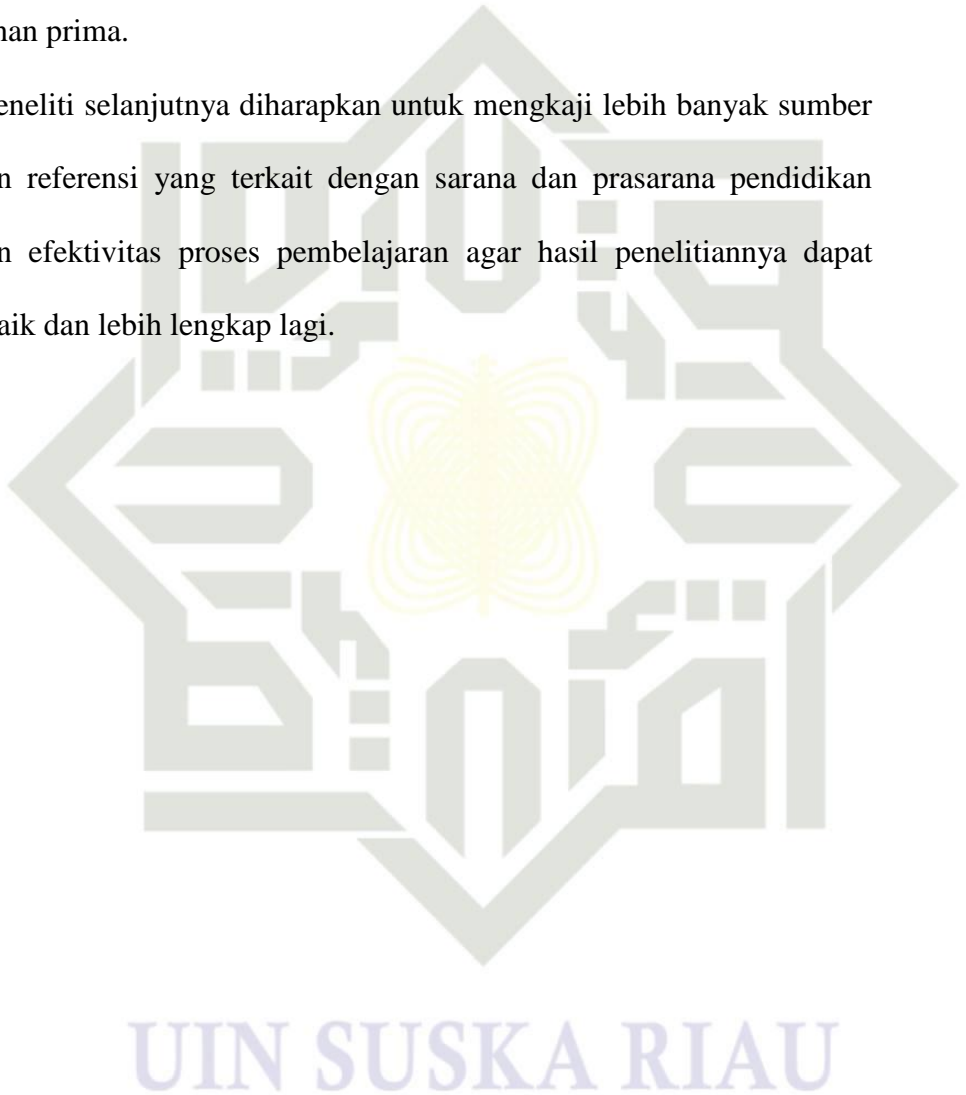 nan prima.
eneliti selanjutnya diharapkan untuk mengkaji lebih banyak sumber
n referensi yang terkait dengan sarana dan prasarana pendidikan
n efektivitas proses pembelajaran agar hasil penelitiannya dapat
aik dan lebih lengkap lagi.
UIN SUSKA RIAU